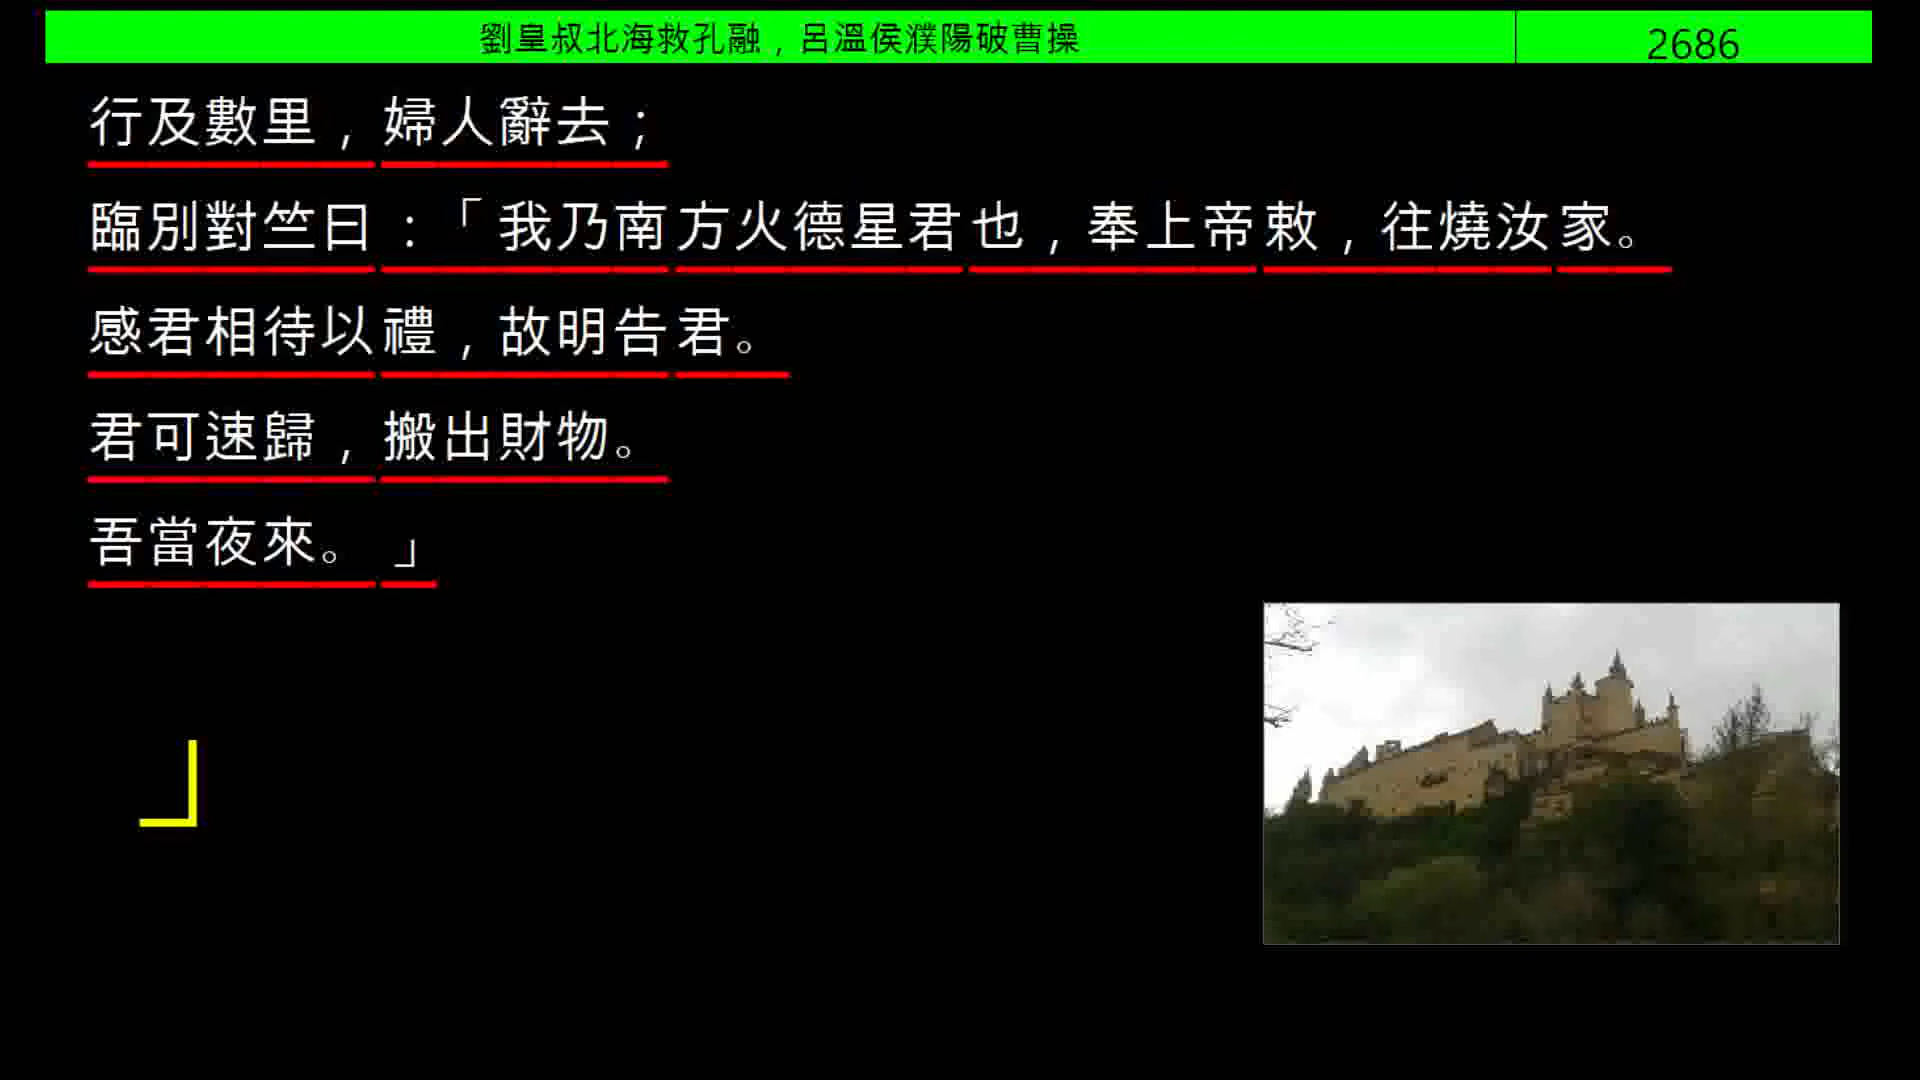 劉皇叔北海救孔融，呂溫侯濮陽破曹操
2686
行及數里，婦人辭去；
臨別對竺曰：「我乃南方火德星君也，奉上帝敕，往燒汝家。
感君相待以禮，故明告君。
君可速歸，搬出財物。
吾當夜來。」
」